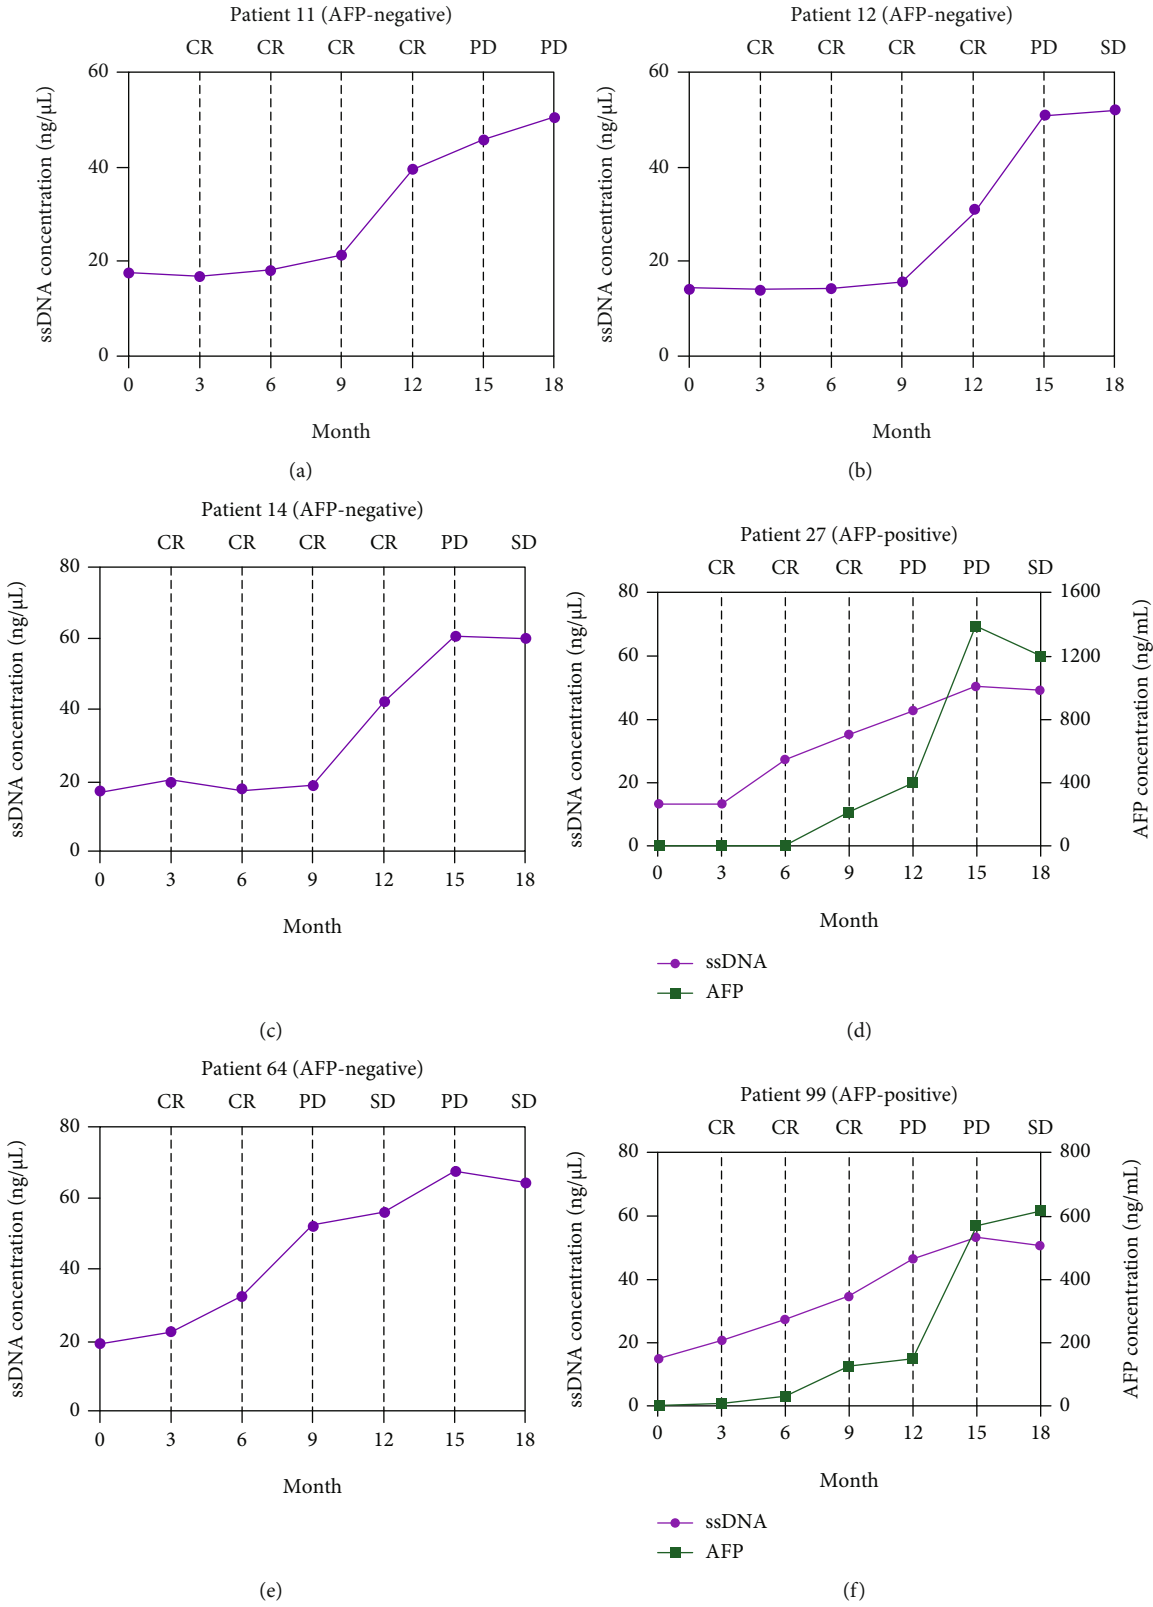 Patient 11 (AFP-negative)
CR CR CR CR PD PD
ssDNA concentration (ng/μL)
60
40
20
0
0 3 6 9 12 15 18
Month
(a)
Patient 12 (AFP-negative)
CR CR CR CR PD SD
ssDNA concentration (ng/μL)
60
40
20
0
0 3 6 9 12 15 18
Month
(b)
Patient 14 (AFP-negative)
CR CR CR CR PD SD
ssDNA concentration (ng/μL)
80
60
40
20
0
0 3 6 9 12 15 18
Month
(c)
Patient 27 (AFP-positive)
CR CR CR PD PD SD
ssDNA concentration (ng/μL)
80
60
40
20
0
1600
1200
800
400
0
AFP concentration (ng/mL)
0 3 6 9 12 15 18
Month
ssDNA
AFP
(d)
Patient 64 (AFP-negative)
CR CR PD SD PD SD
ssDNA concentration (ng/μL)
80
60
40
20
0
0 3 6 9 12 15 18
Month
(e)
Patient 99 (AFP-positive)
CR CR CR PD PD SD
ssDNA concentration (ng/μL)
80
60
40
20
0
800
600
400
200
0
AFP concentration (ng/mL)
0 3 6 9 12 15 18
Month
ssDNA
AFP
(f)